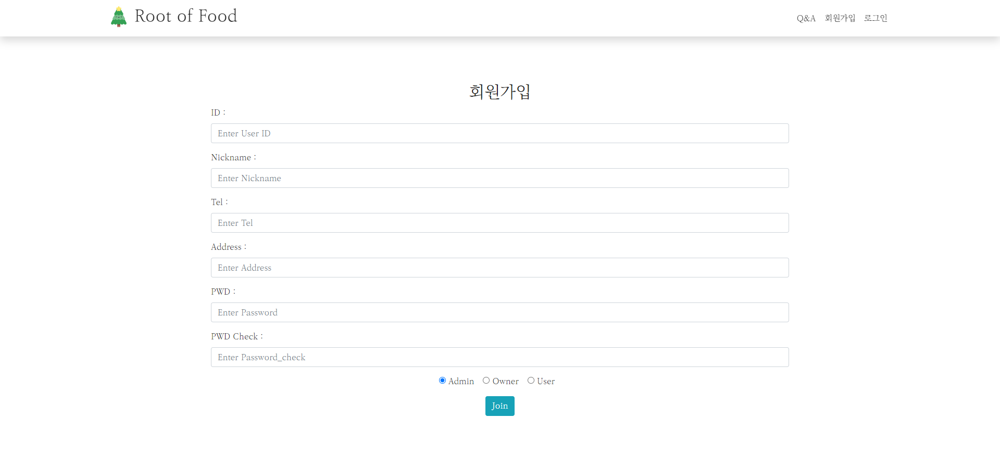 Root of Food
Q&A 회원가입 로그인
회원가입
ID :
Enter User ID
Nickname :
Enter Nickname
Tel :
Enter Tel
Address :
Enter Address
PWD :
Enter Password
PWD Check :
Enter Password_check
Admin Owner User
Join